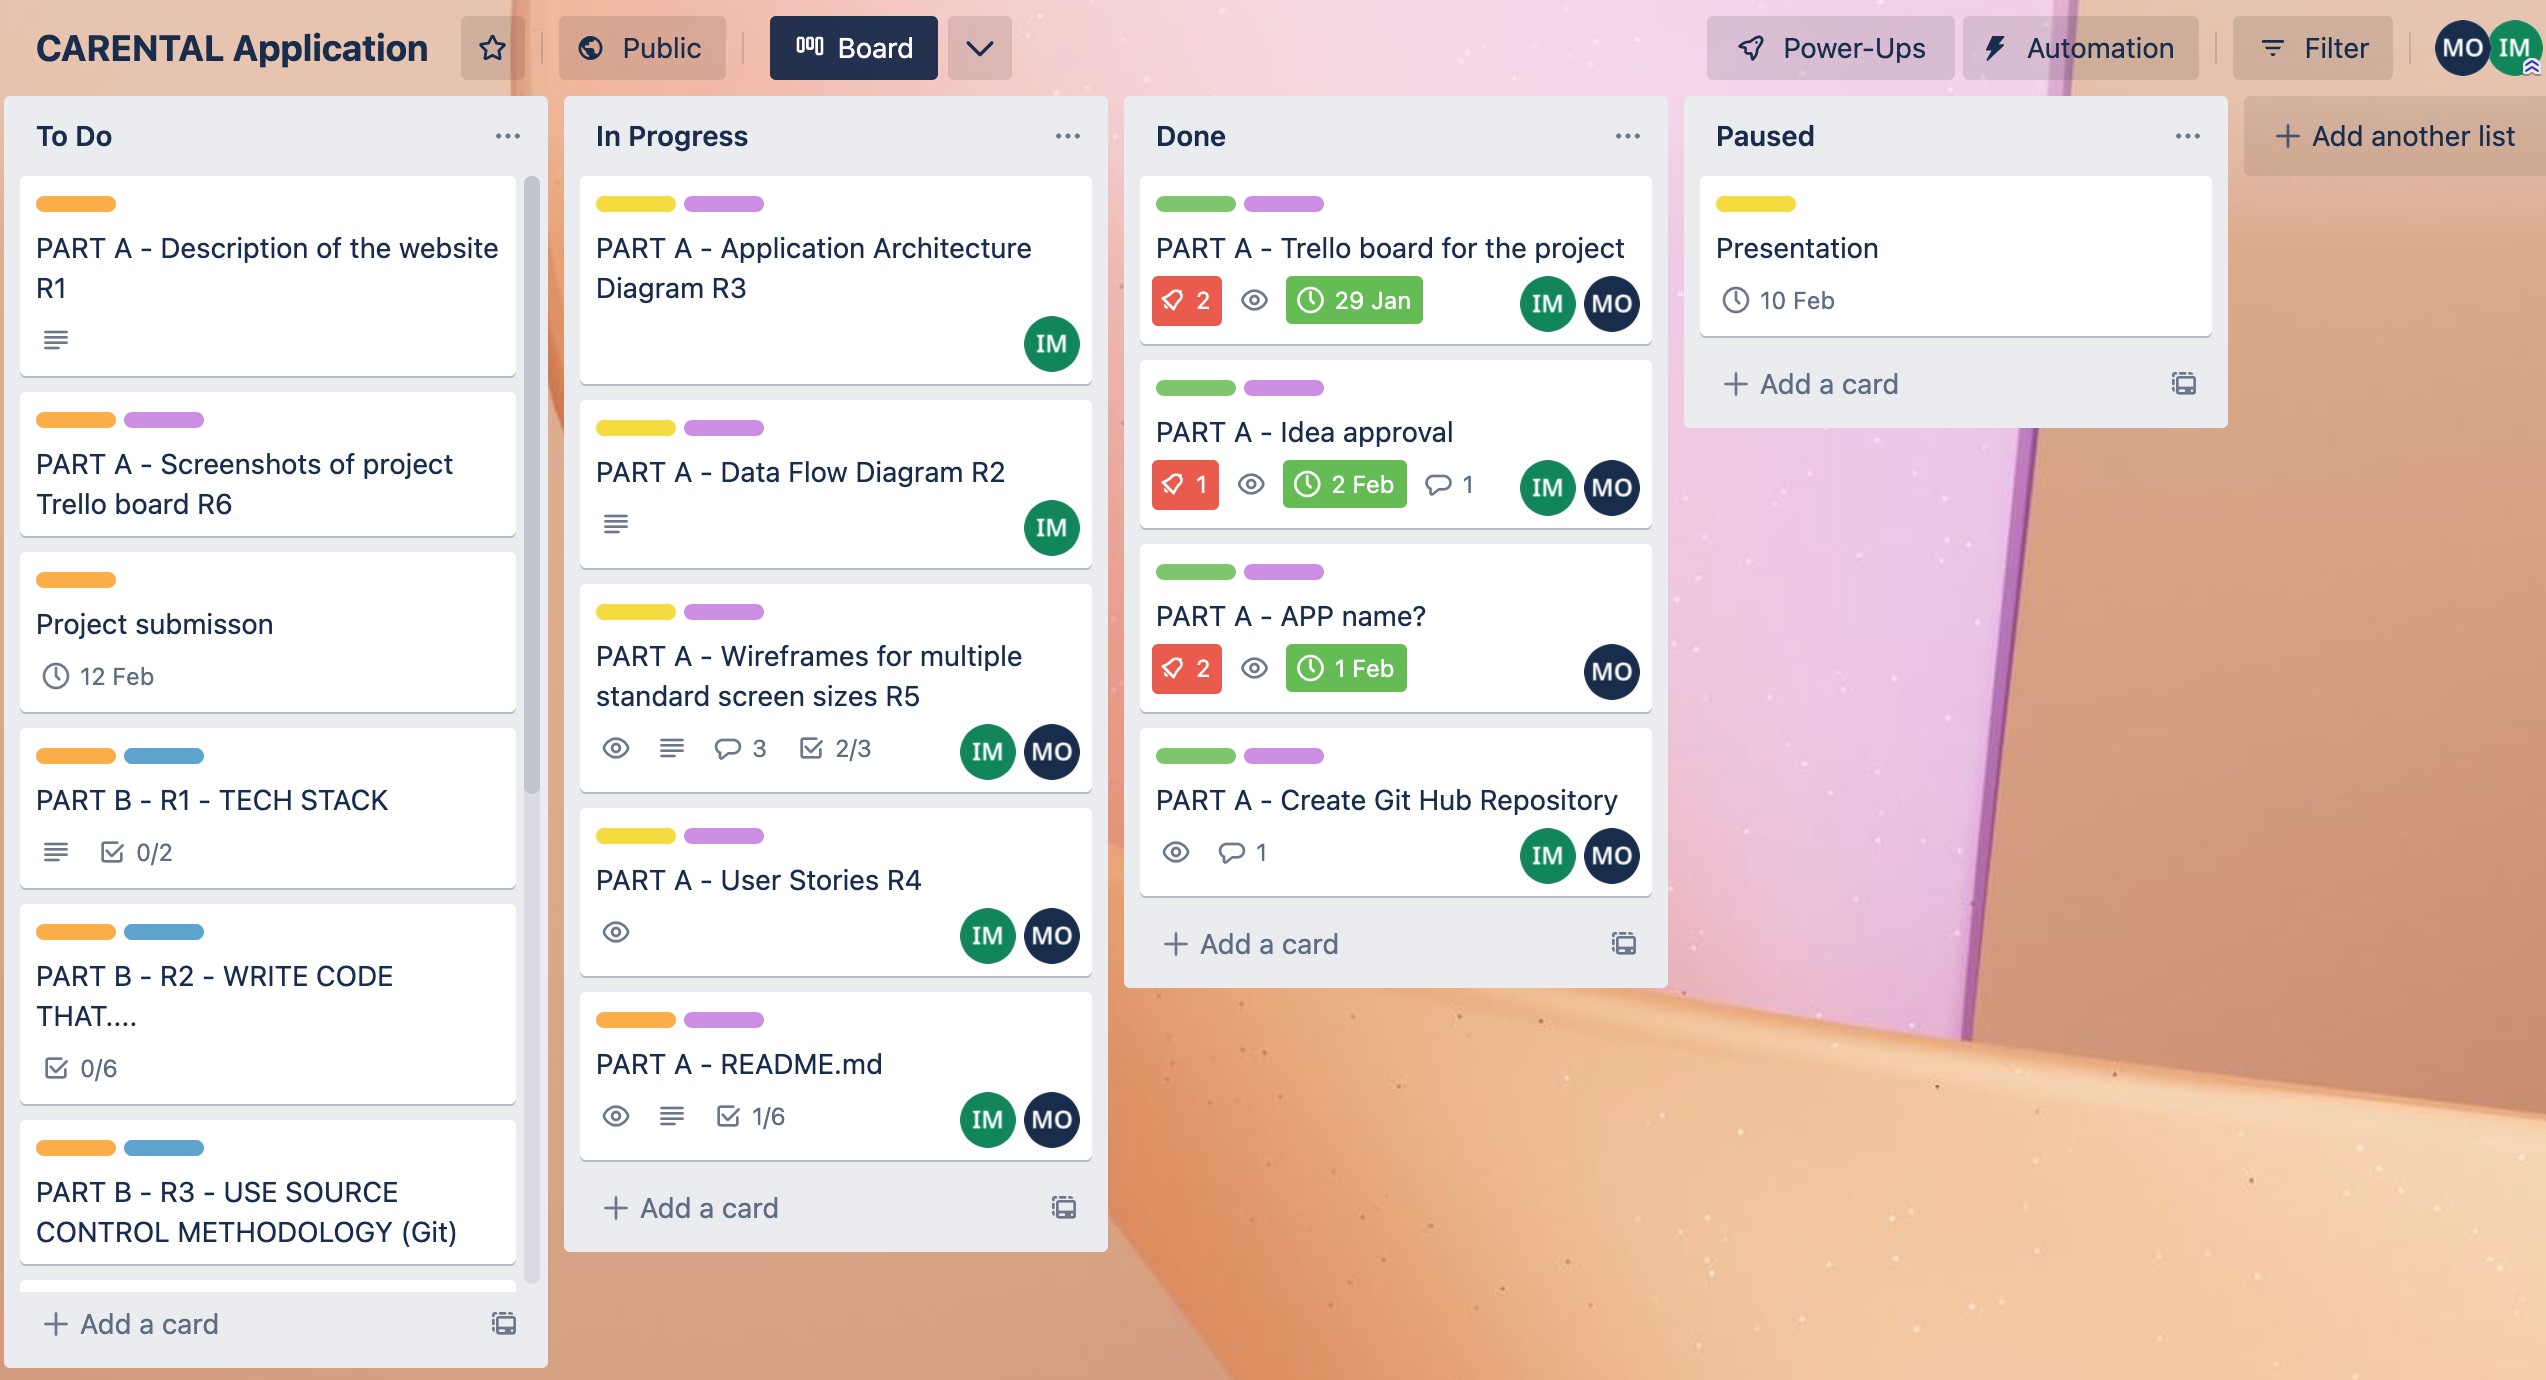 CARENTAL Application
Public
Board
Power-Ups
Automation
Filter
MO
IM
To Do
PART A - Description of the website
R1
PART A - Screenshots of project
Trello board R6
Project submisson
12 Feb
PART B - R1 - TECH STACK
0/2
PART B - R2 - WRITE CODE
THAT....
0/6
PART B - R3 - USE SOURCE
CONTROL METHODOLOGY (Git)
+ Add a card
In Progress
PART A - Application Architecture
Diagram R3
IM
PART A - Data Flow Diagram R2
IM
PART A - Wireframes for multiple
standard screen sizes R5
3 2/3 IM MO
PART A - User Stories R4
IM MO
PART A - README.md
1/6 IM MO
+ Add a card
Done
PART A - Trello board for the project
2 29 Jan IM MO
PART A - Idea approval
1 2 Feb 1 IM MO
PART A - APP name?
2 1 Feb MO
PART A - Create Git Hub Repository
1 IM MO
+ Add a card
Paused
Presentation
10 Feb
+ Add a card
+ Add another list